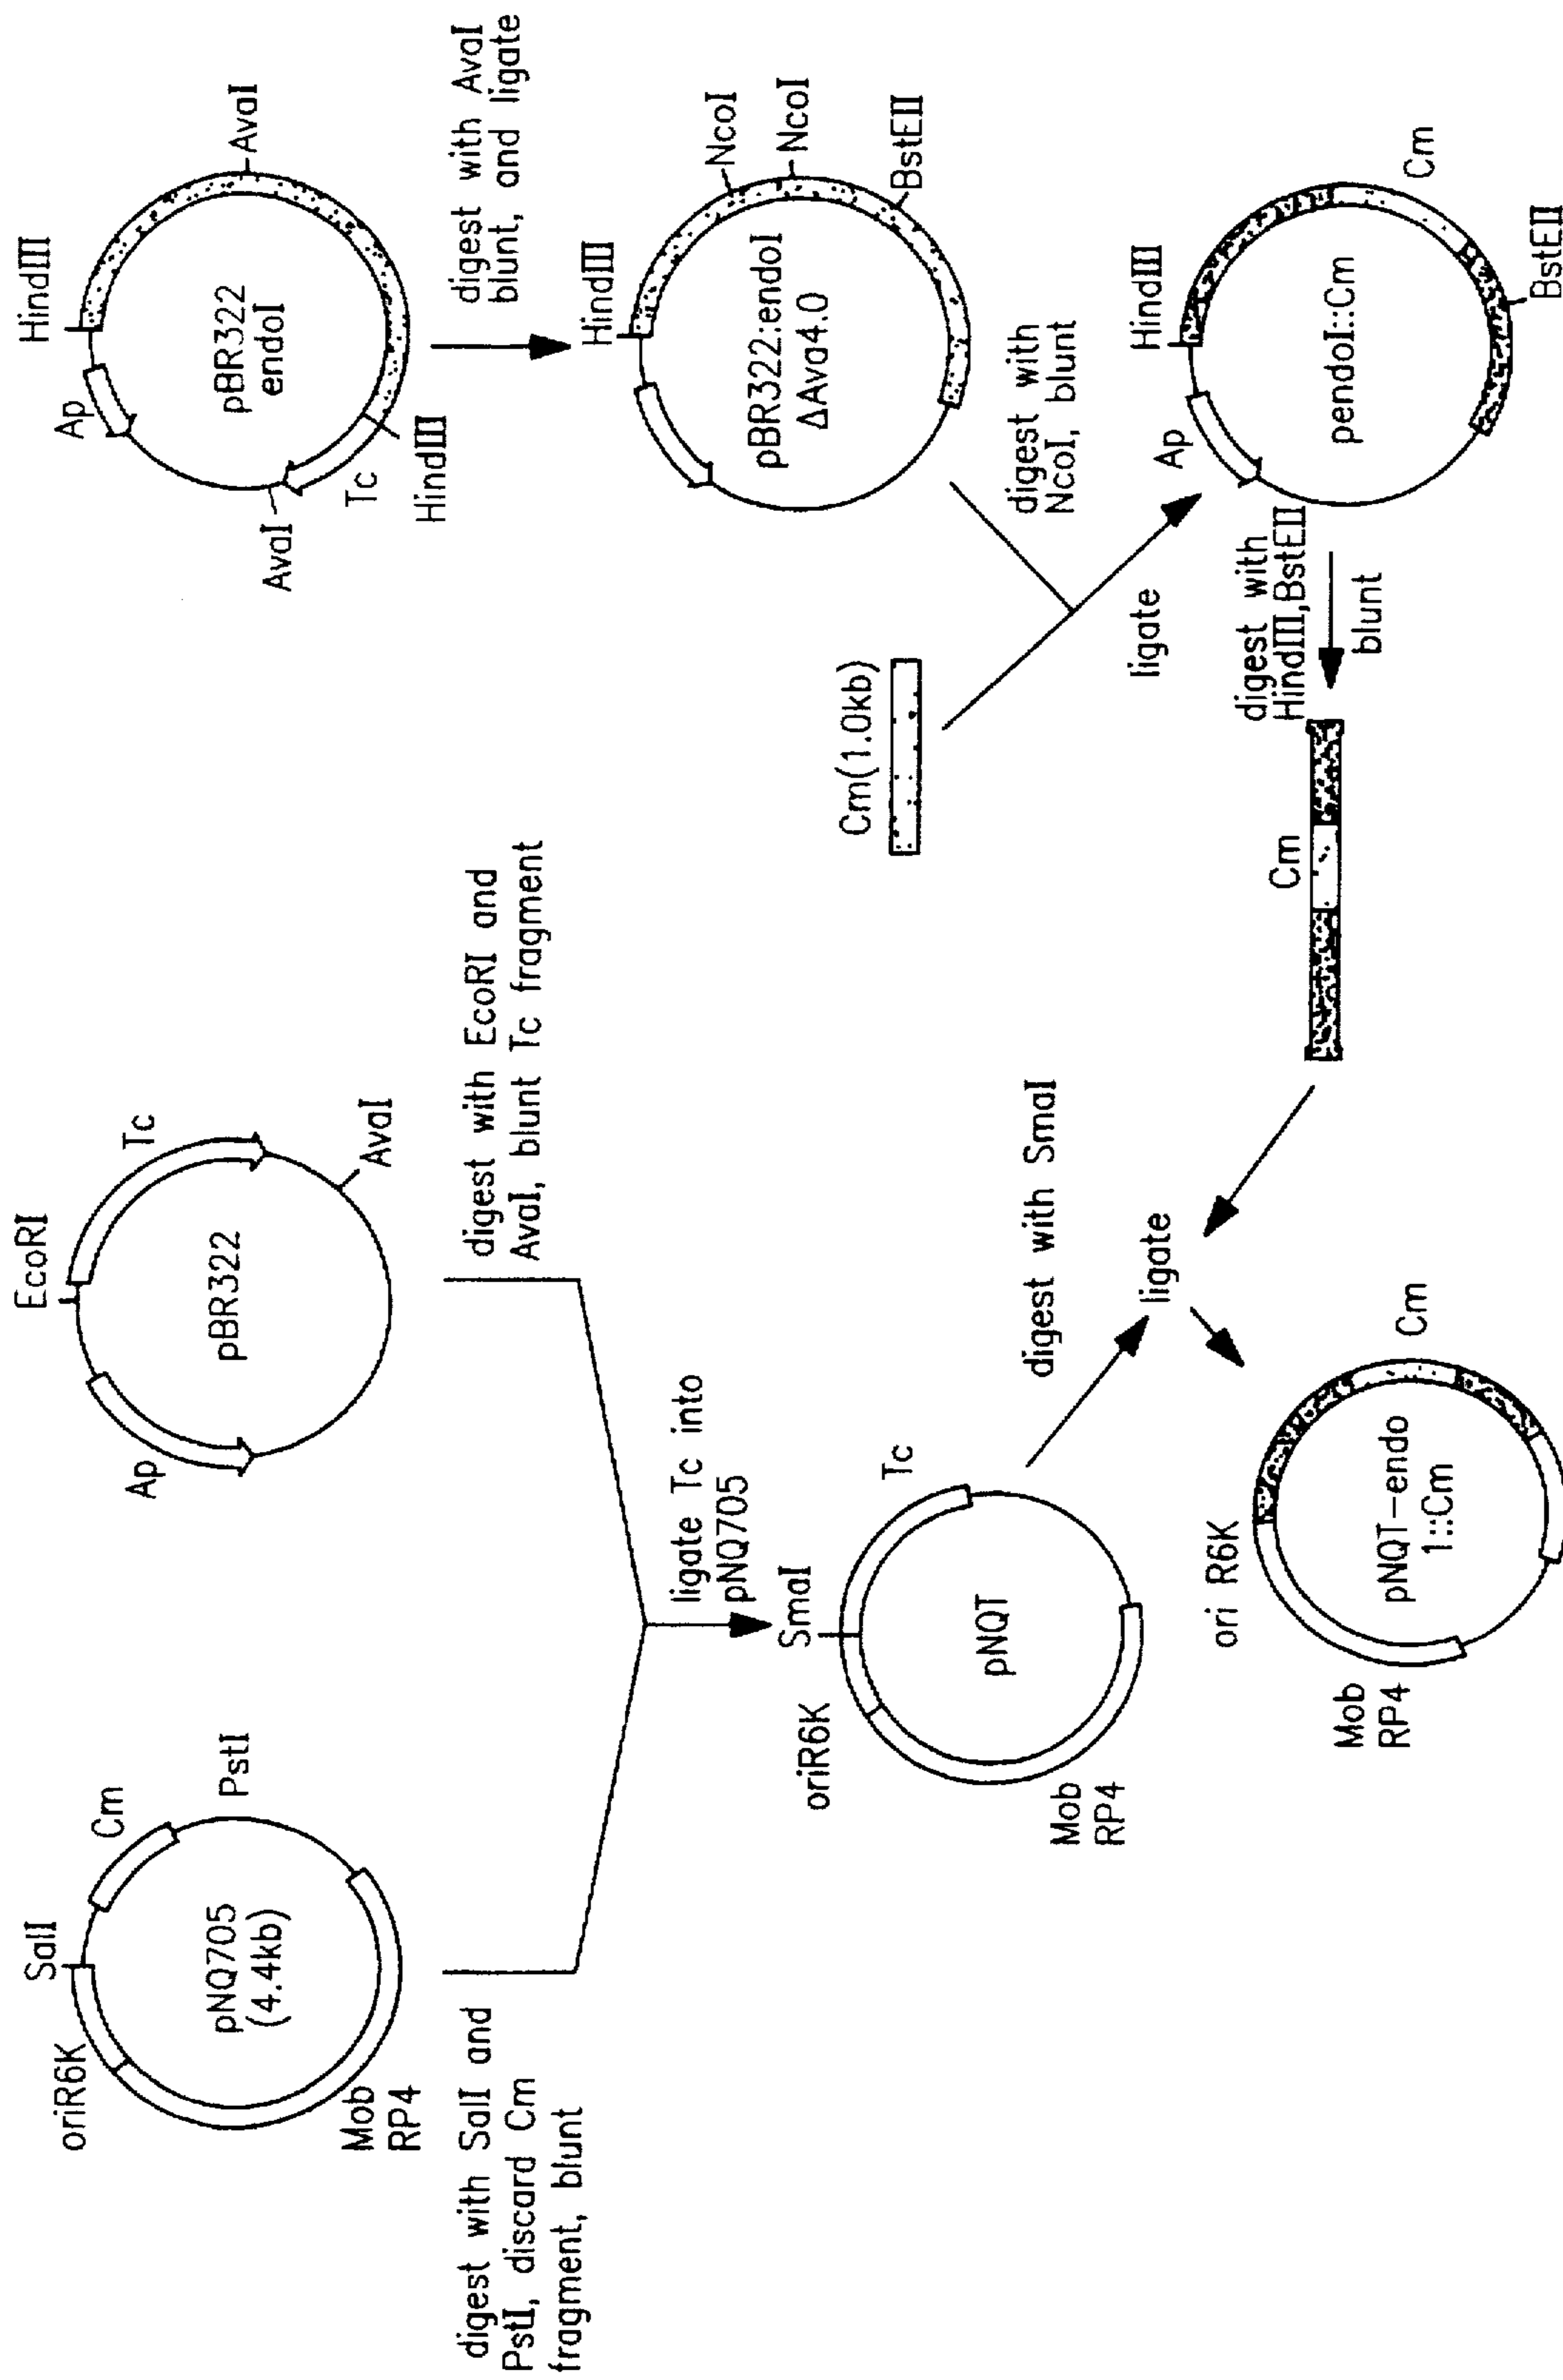 SalI
oriR6K
Cm
PstI
pNQ705
(4.4kb)
Mob
RP4
digest with SalI and
PstI, discard Cm
fragment, blunt
EcoRI
Ap
Tc
pBR322
AvaI
digest with EcoRI and
AvaI, blunt Tc fragment
ligate Tc into
pNQ705
HindIII
Ap
AvaI
pBR322
endoI
AvaI
Tc
HindIII
digest with AvaI
blunt, and ligate
HindIII
NcoI
NcoI
pBR322:endoI
ΔAva4.0
BstEII
Cm(1.0kb)
digest with
NcoI, blunt
ligate
SmaI
oriR6K
Tc
pNQT
Mob
RP4
digest with SmaI
ligate
HindIII
Ap
Cm
pendoI::Cm
BstEII
digest with
HindIII,BstEII
blunt
Cm
ori R6K
Cm
pNQT-endo
1::Cm
Mob
RP4